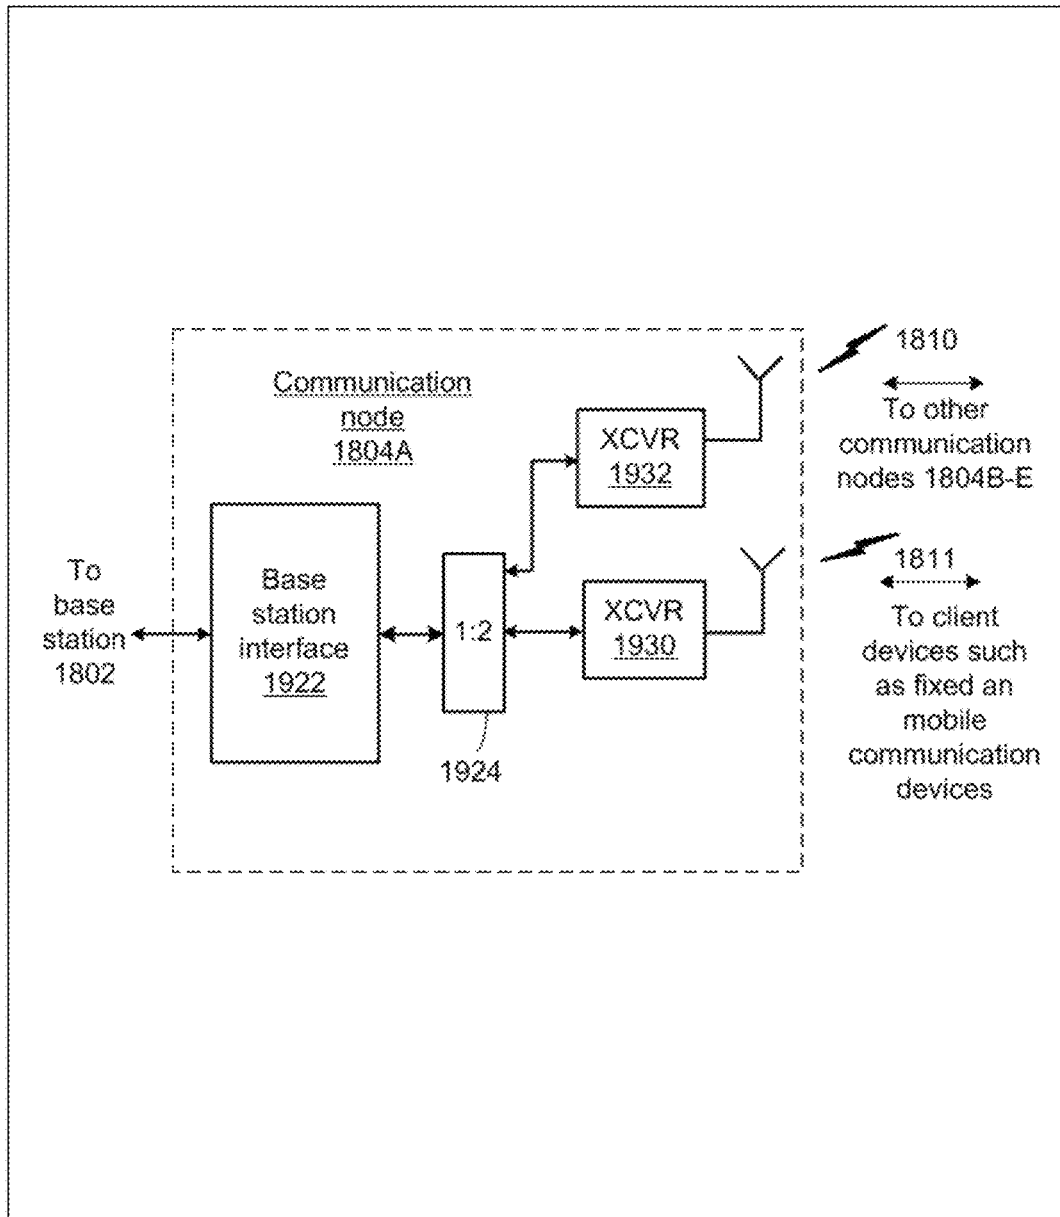 Communication
node
1804A
To
base
station
1802
Base
station
interface
1922
1:2
1924
XCVR
1932
XCVR
1930
1810
To other
communication
nodes 1804B-E
1811
To client
devices such
as fixed an
mobile
communication
devices